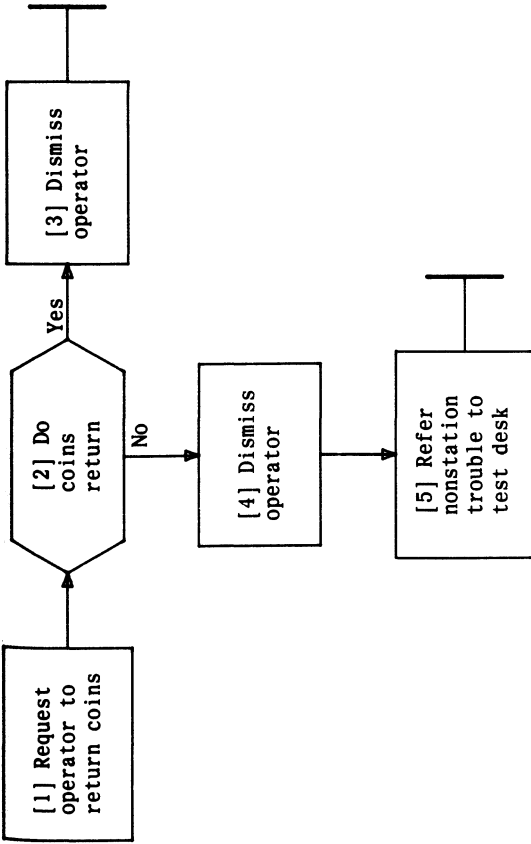 [1] Request
operator to
return coins
[2] Do
coins
return
Yes
[3] Dismiss
operator
No
[4] Dismiss
operator
[5] Refer
nonstation
trouble to
test desk